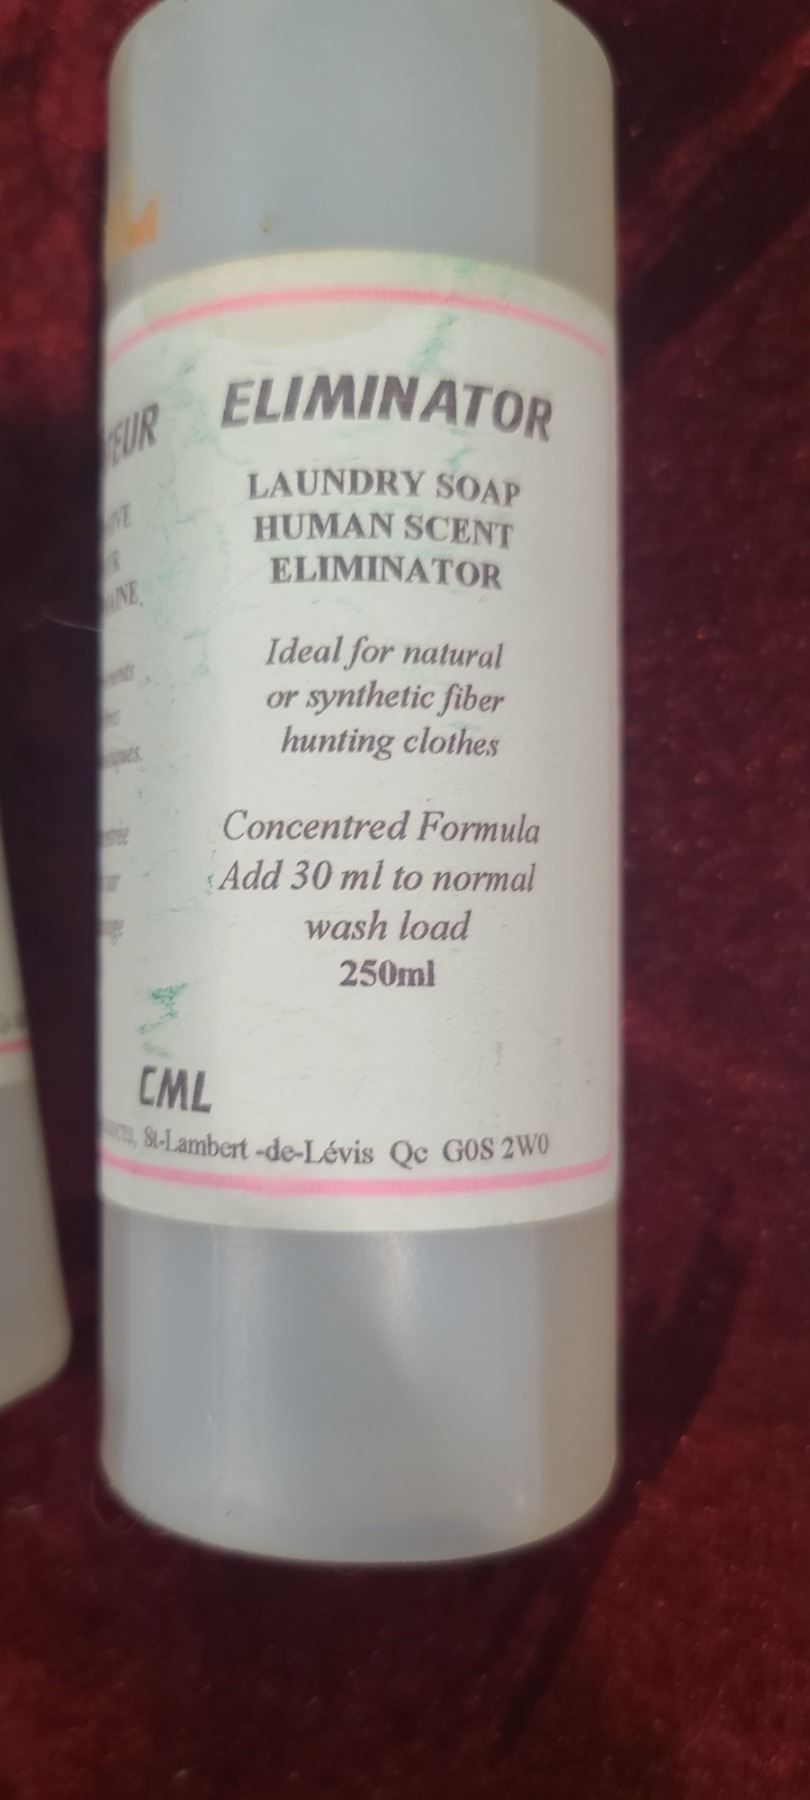 ELIMINATOR
LAUNDRY SOAP
HUMAN SCENT
ELIMINATOR
Ideal for natural
or synthetic fiber
hunting clothes
Concentred Formula
Add 30 ml to normal
wash load
250ml
CML
St-Lambert -de-Lévis Qc G0S 2W0